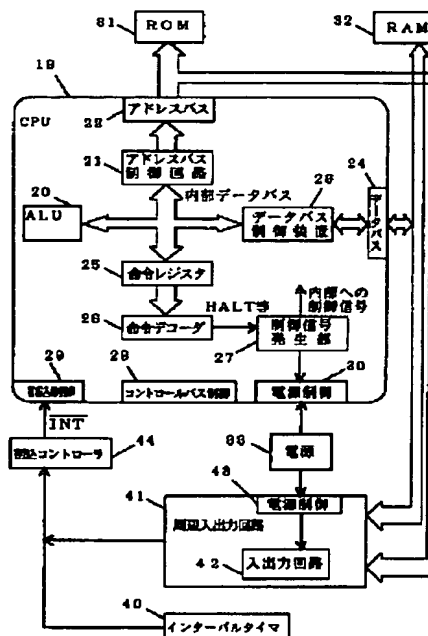 31
ROM
32
RAM
19
CPU
アドレスバス
22
アドレスバス
制御回路
21
内部データバス
20
ALU
データバス
制御装置
24
データバス
25
命令レジスタ
HALT等
内部への
制御信号
26
命令デコーダ
制御信号
発生部
27
29
28
コントロールバス制御
30
電源制御
INT
44
コントローラ
電源
41
43
電源制御
周辺入出力回路
42
入出力回路
40
インターバルタイマ